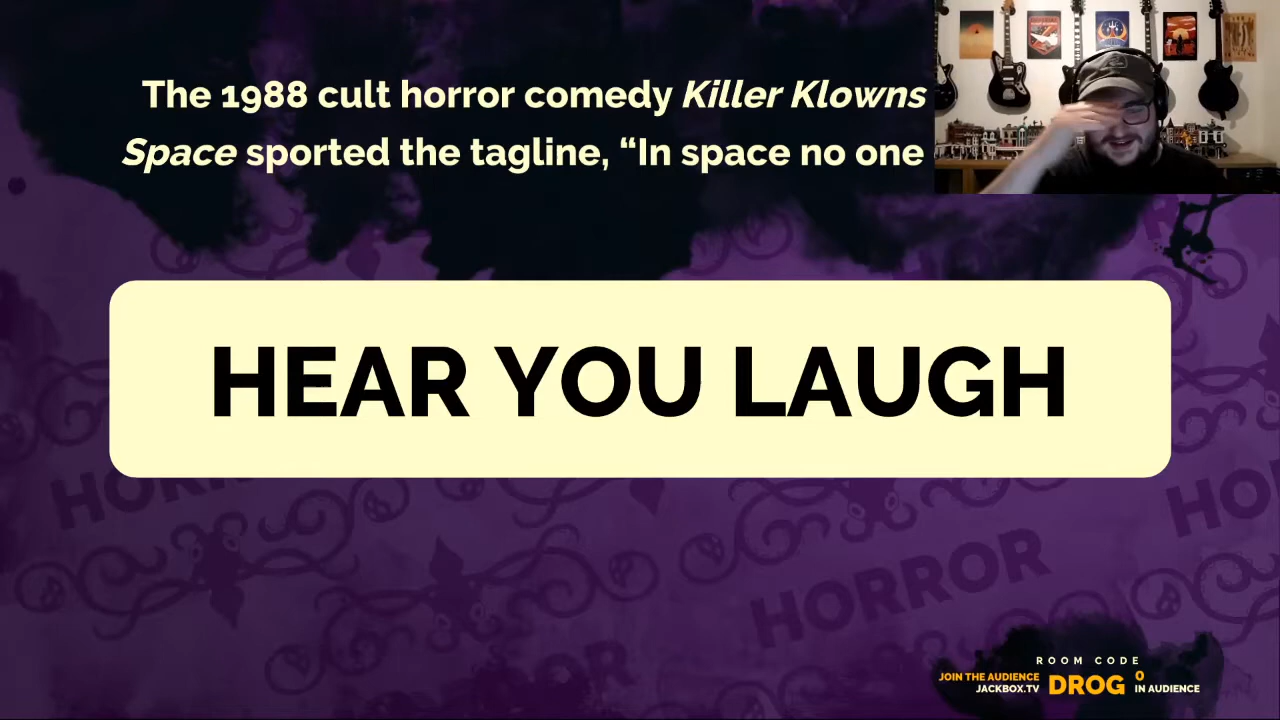 The 1988 cult horror comedy Killer Klowns
Space sported the tagline, “In space no one
HEAR YOU LAUGH
HORROR
HORROR
ROOM CODE
JOIN THE AUDIENCE
JACKBOX.TV
DROG
0
IN AUDIENCE